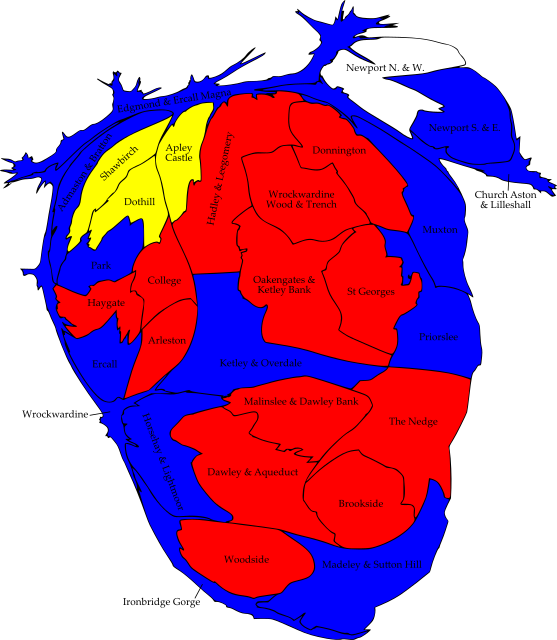 Newport N. & W.
Edgmond & Ercall Magna
Newport S. & E.
Admaston & Bratton
Shawbirch
Apley
Castle
Hadley & Leegomery
Donnington
Dothill
Wrockwardine
Wood & Trench
Church Aston
& Lilleshall
Muxton
Park
College
Oakengates &
Ketley Bank
St Georges
Haygate
Arleston
Priorslee
Ercall
Ketley & Overdale
Wrockwardine
Malinslee & Dawley Bank
The Nedge
Horsehay & Lightmoor
Dawley & Aqueduct
Brookside
Woodside
Madeley & Sutton Hill
Ironbridge Gorge